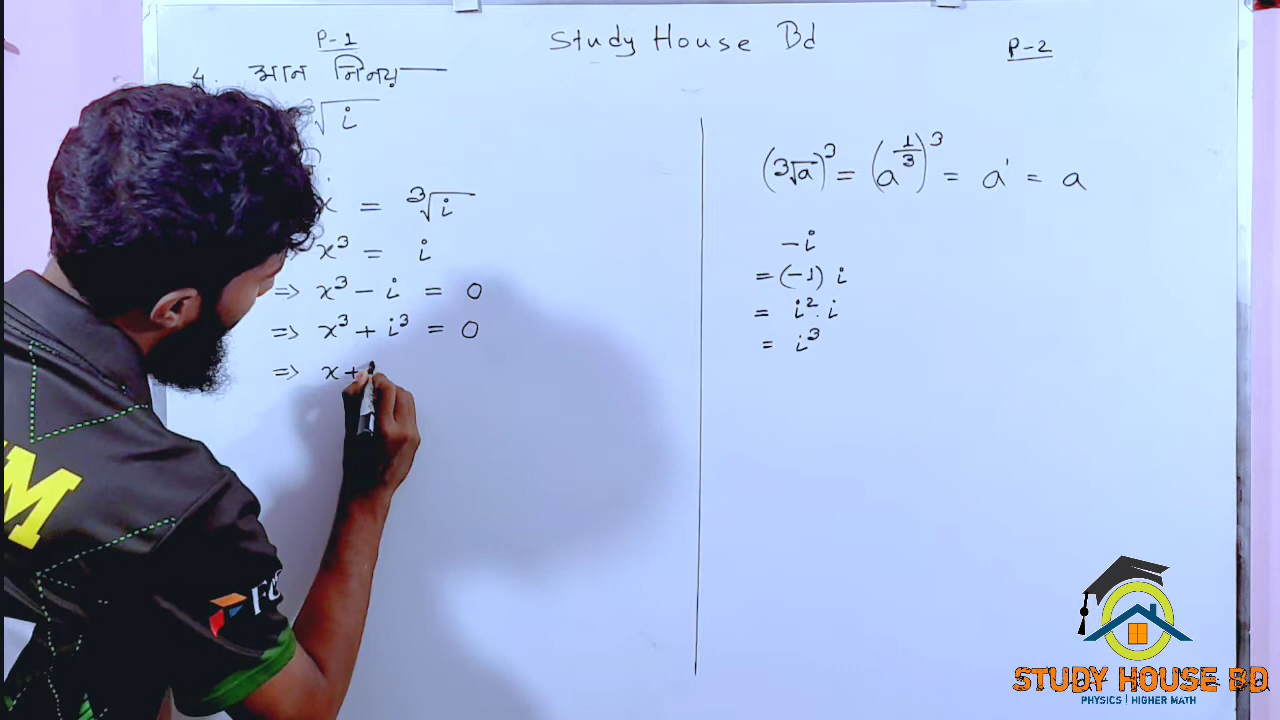 Study House Bd
P-1
4. মান নির্ণয়
∛i
x = ∛i
x³ = i
=> x³ - i = 0
=> x³ + i³ = 0
=> x +
P-2
(∛a)³ = (a^(1/3))³ = a¹ = a
-i
= (-1) i
= i². i
= i³
M
STUDY HOUSE BD
PHYSICS | HIGHER MATH